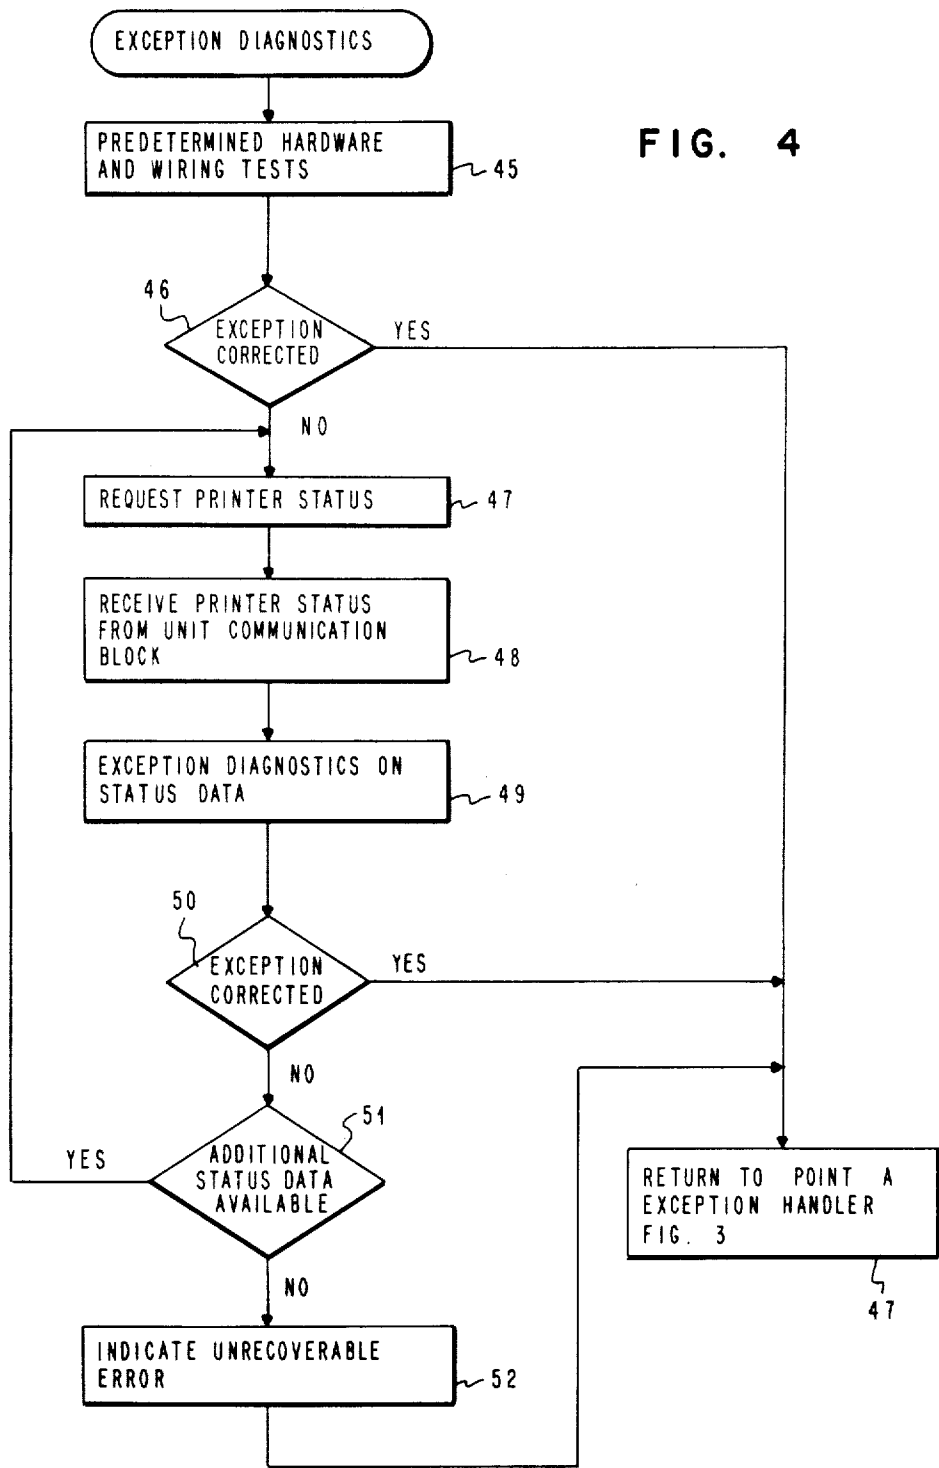 EXCEPTION DIAGNOSTICS
FIG. 4
PREDETERMINED HARDWARE
AND WIRING TESTS
45
46
EXCEPTION
CORRECTED
YES
NO
REQUEST PRINTER STATUS
47
RECEIVE PRINTER STATUS
FROM UNIT COMMUNICATION
BLOCK
48
EXCEPTION DIAGNOSTICS ON
STATUS DATA
49
50
EXCEPTION
CORRECTED
YES
NO
51
ADDITIONAL
STATUS DATA
AVAILABLE
YES
NO
RETURN TO POINT A
EXCEPTION HANDLER
FIG. 3
47
INDICATE UNRECOVERABLE
ERROR
52